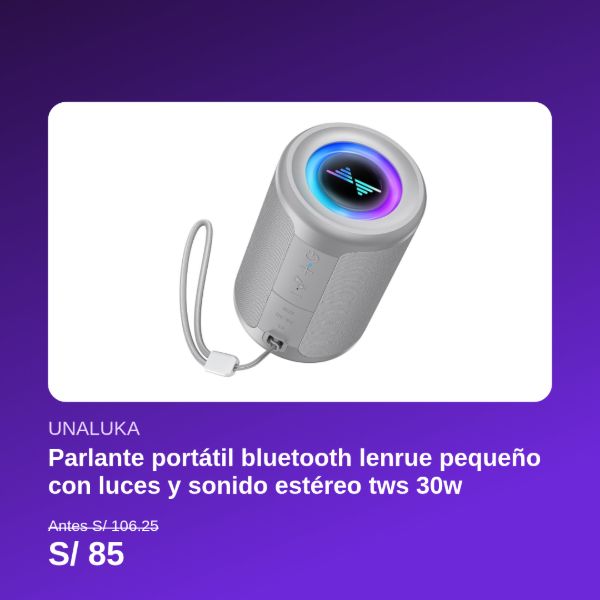 UNALUKA
Parlante portátil bluetooth lenrue pequeño
con luces y sonido estéreo tws 30w
Antes S/ 106.25
S/ 85